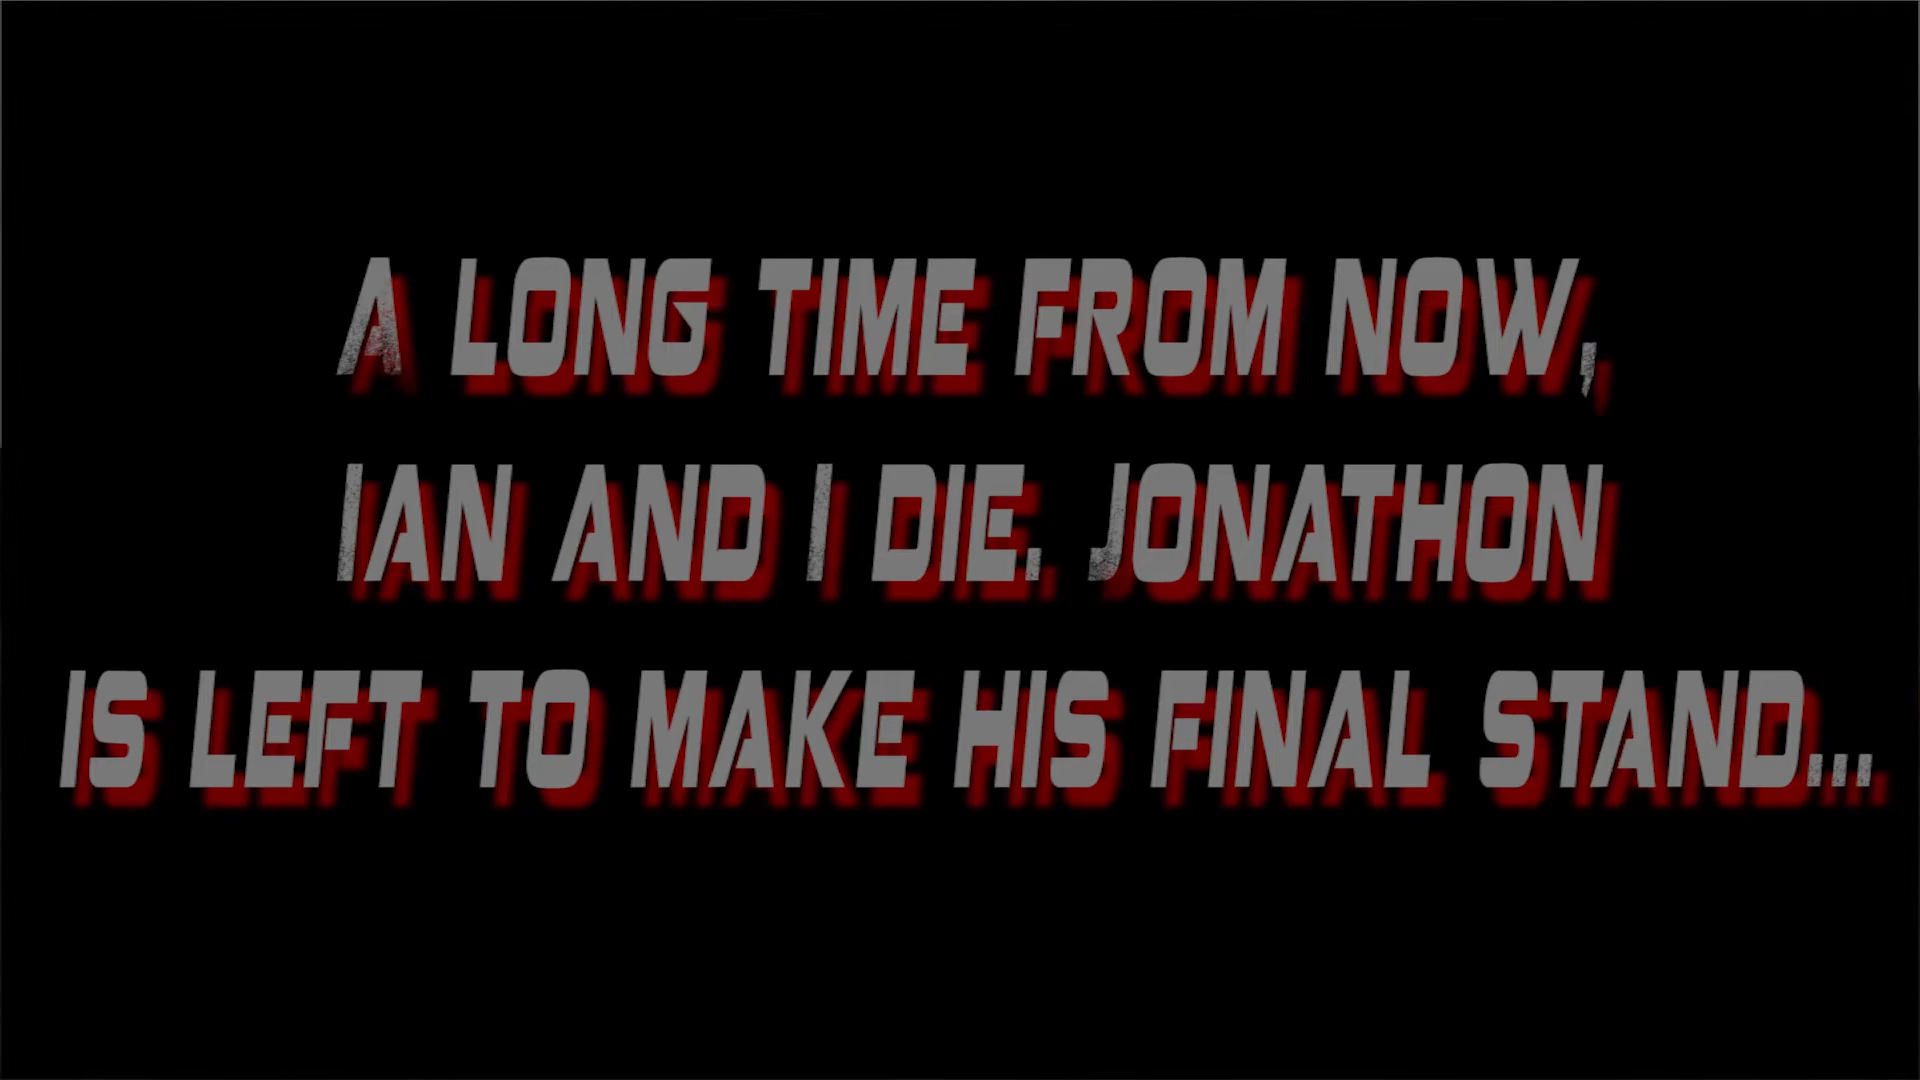 A LONG TIME FROM NOW,
IAN AND I DIE. JONATHON
IS LEFT TO MAKE HIS FINAL STAND...